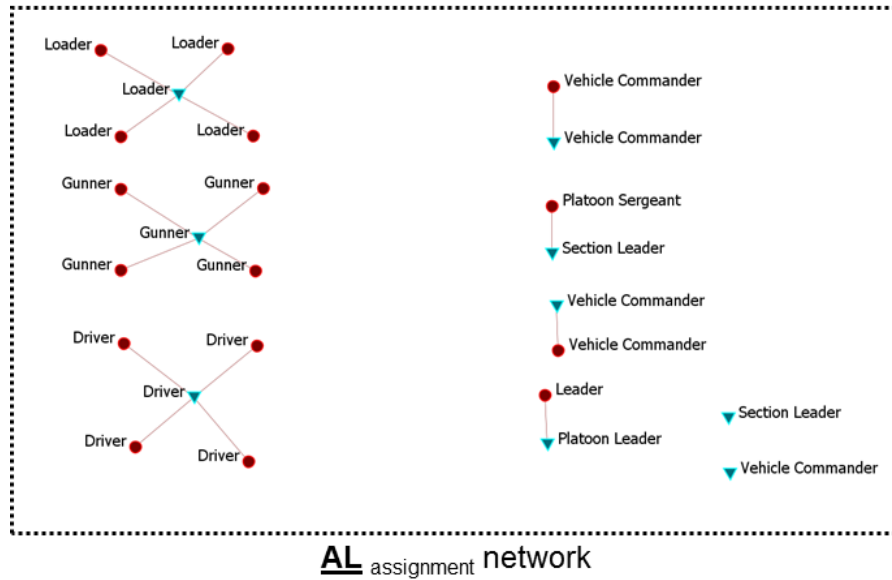 Loader
Loader
Loader
Loader
Loader
Gunner
Gunner
Gunner
Gunner
Gunner
Driver
Driver
Driver
Driver
Driver
Vehicle Commander
Vehicle Commander
Platoon Sergeant
Section Leader
Vehicle Commander
Vehicle Commander
Leader
Platoon Leader
Section Leader
Vehicle Commander
AL assignment network